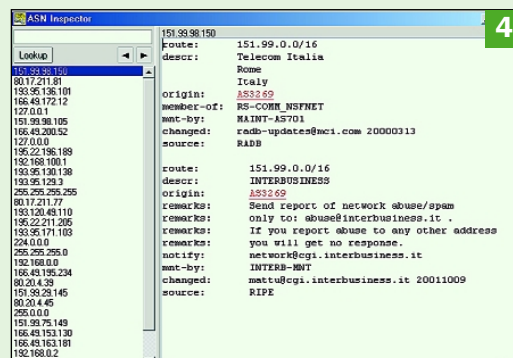 ASN Inspector
4
Lookup
151.99.98.150
80.17.211.81
193.95.136.101
166.49.172.12
127.0.0.1
151.99.98.105
166.49.200.52
127.0.0.0
195.22.196.189
192.168.100.1
193.95.130.138
193.95.129.3
255.255.255.255
80.17.211.77
193.120.49.110
195.22.211.205
193.95.171.103
224.0.0.0
255.255.255.0
192.168.0.0
166.49.195.234
80.20.4.39
151.99.29.145
80.20.4.45
255.0.0.0
151.99.75.149
166.49.153.130
166.49.163.181
192.168.0.2
151.99.98.150
route: 151.99.0.0/16
descr: Telecom Italia
Rome
Italy
origin: AS3269
member-of: RS-COMM_NSFNET
mnt-by: MAINT-AS701
changed: radb-updates@mci.com 20000313
source: RADB
route: 151.99.0.0/16
descr: INTERBUSINESS
origin: AS3269
remarks: Send report of network abuse/spam
remarks: only to: abuse@interbusiness.it .
remarks: If you report abuse to any other address
remarks: you will get no response.
notify: network@cgi.interbusiness.it
mnt-by: INTERB-MNT
changed: mattu@cgi.interbusiness.it 20011009
source: RIPE